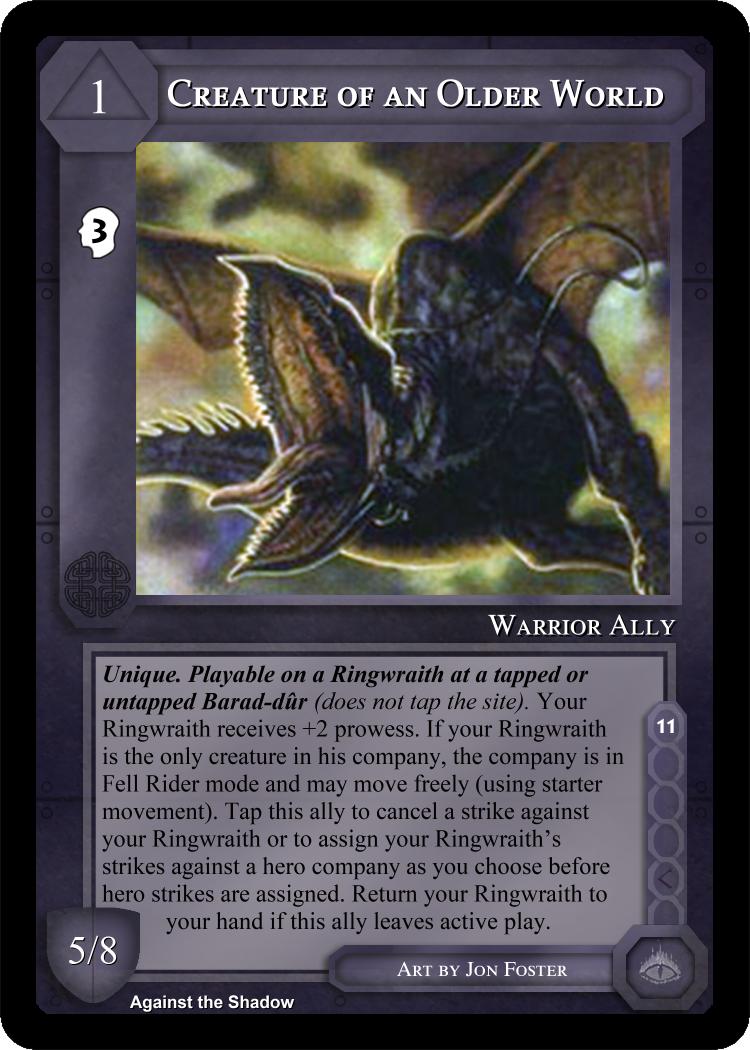 1
CREATURE OF AN OLDER WORLD
3
WARRIOR ALLY
Unique. Playable on a Ringwraith at a tapped or
untapped Barad-dûr (does not tap the site). Your
Ringwraith receives +2 prowess. If your Ringwraith
is the only creature in his company, the company is in
Fell Rider mode and may move freely (using starter
movement). Tap this ally to cancel a strike against
your Ringwraith or to assign your Ringwraith's
strikes against a hero company as you choose before
hero strikes are assigned. Return your Ringwraith to
your hand if this ally leaves active play.
11
5/8
ART BY JON FOSTER
Against the Shadow